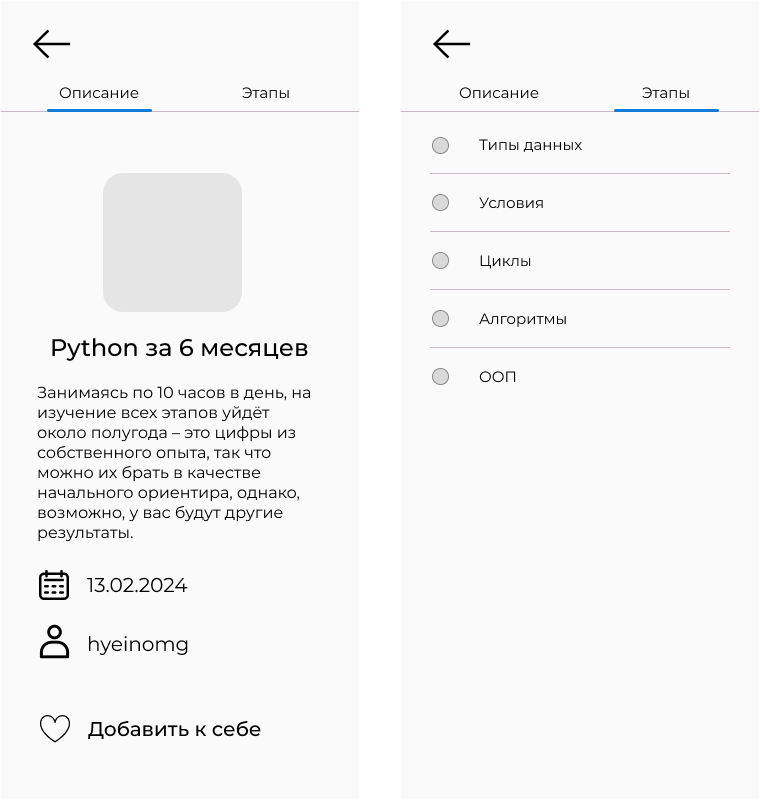 Описание
Этапы
Python за 6 месяцев
Занимаясь по 10 часов в день, на
изучение всех этапов уйдёт
около полугода – это цифры из
собственного опыта, так что
можно их брать в качестве
начального ориентира, однако,
возможно, у вас будут другие
результаты.
13.02.2024
hyeinomg
Добавить к себе
Описание
Этапы
Типы данных
Условия
Циклы
Алгоритмы
ООП